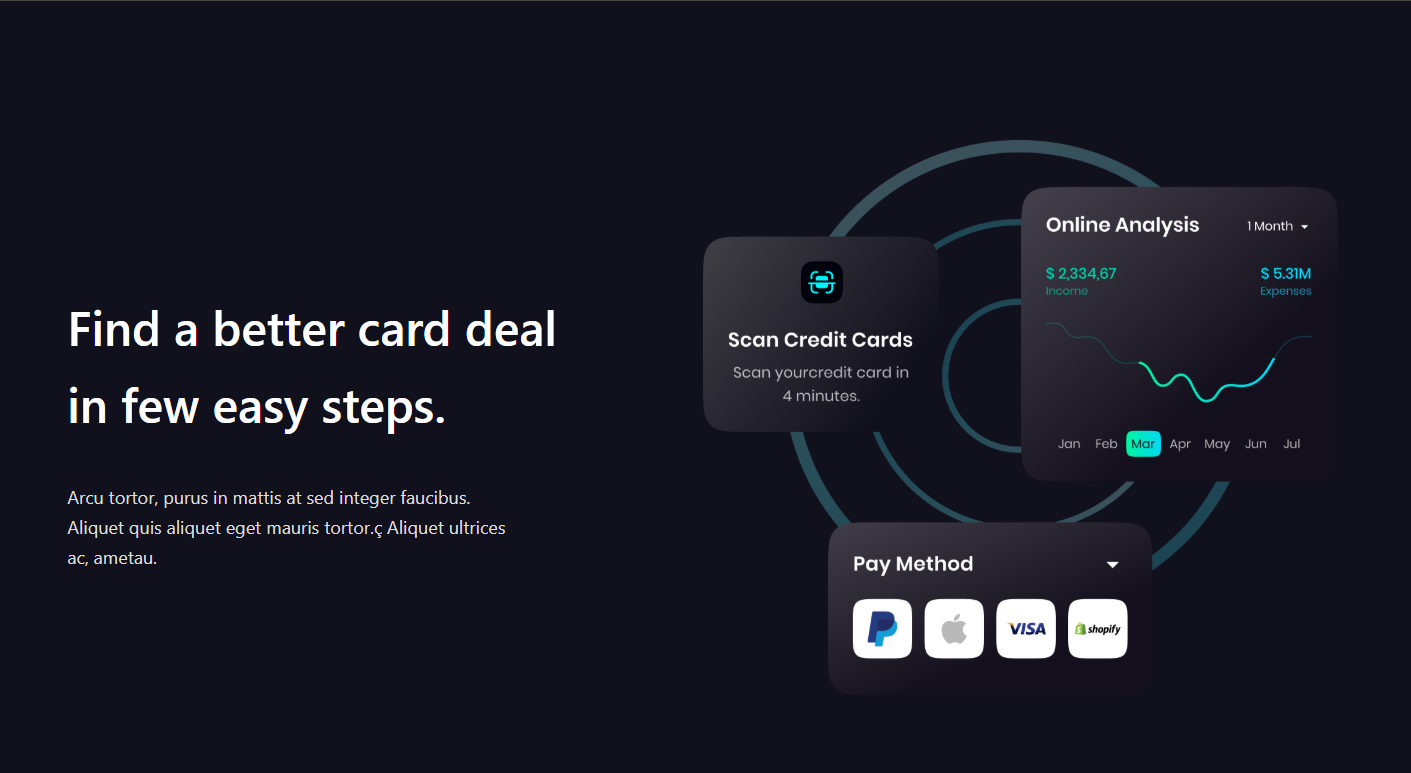 Find a better card deal
in few easy steps.
Arcu tortor, purus in mattis at sed integer faucibus.
Aliquet quis aliquet eget mauris tortor.ç Aliquet ultrices
ac, ametau.
Scan Credit Cards
Scan yourcredit card in
4 minutes.
Online Analysis
1 Month
$ 2,334,67
$ 5.31M
Income
Expenses
Jan Feb Mar Apr May Jun Jul
Pay Method
VISA
shopify